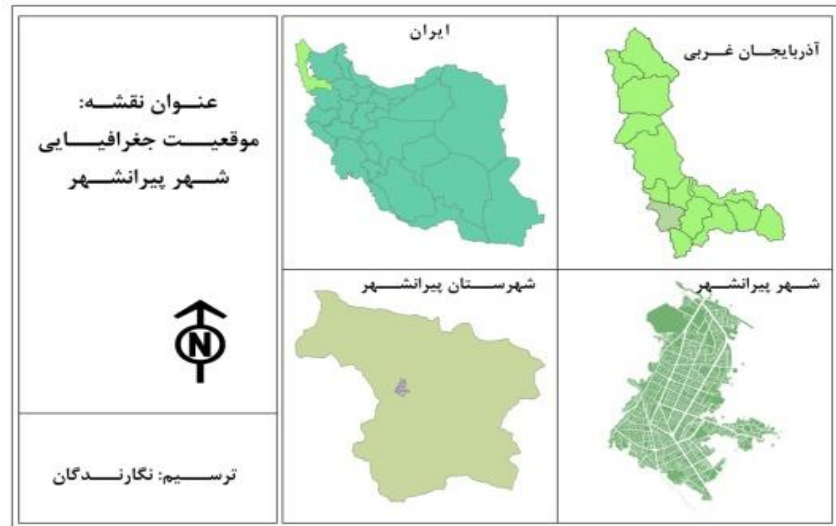 عنوان نقشه:
موقعیت جغرافیایی
شهر پیرانشهر
N
ترسیم: نگارندگان
ایران
آذربایجان غربی
شهرستان پیرانشهر
شهر پیرانشهر